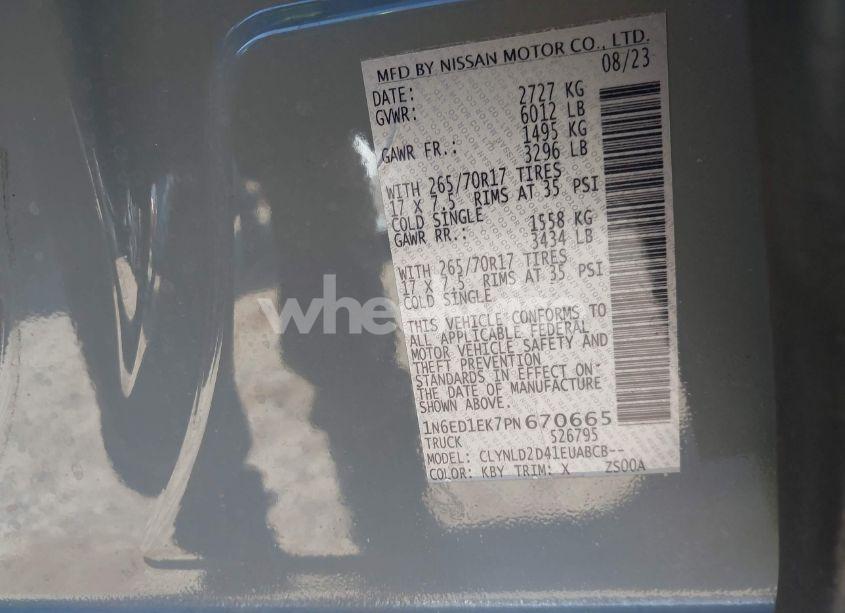 MFD BY NISSAN MOTOR CO., LTD.
DATE: 08/23
GVWR: 2727 KG
6012 LB
GAWR FR.: 1495 KG
3296 LB
WITH 265/70R17 TIRES
17 X 7.5 RIMS AT 35 PSI
COLD SINGLE
GAWR RR.: 1558 KG
3434 LB
WITH 265/70R17 TIRES
17 X 7.5 RIMS AT 35 PSI
COLD SINGLE
THIS VEHICLE CONFORMS TO
ALL APPLICABLE FEDERAL
MOTOR VEHICLE SAFETY AND
THEFT PREVENTION
STANDARDS IN EFFECT ON
THE DATE OF MANUFACTURE
SHOWN ABOVE.
1N6ED1EK7PN670665
TRUCK S26795
MODEL: CLYNLD2D41EUABCB--
COLOR: KBY TRIM: X ZS00A